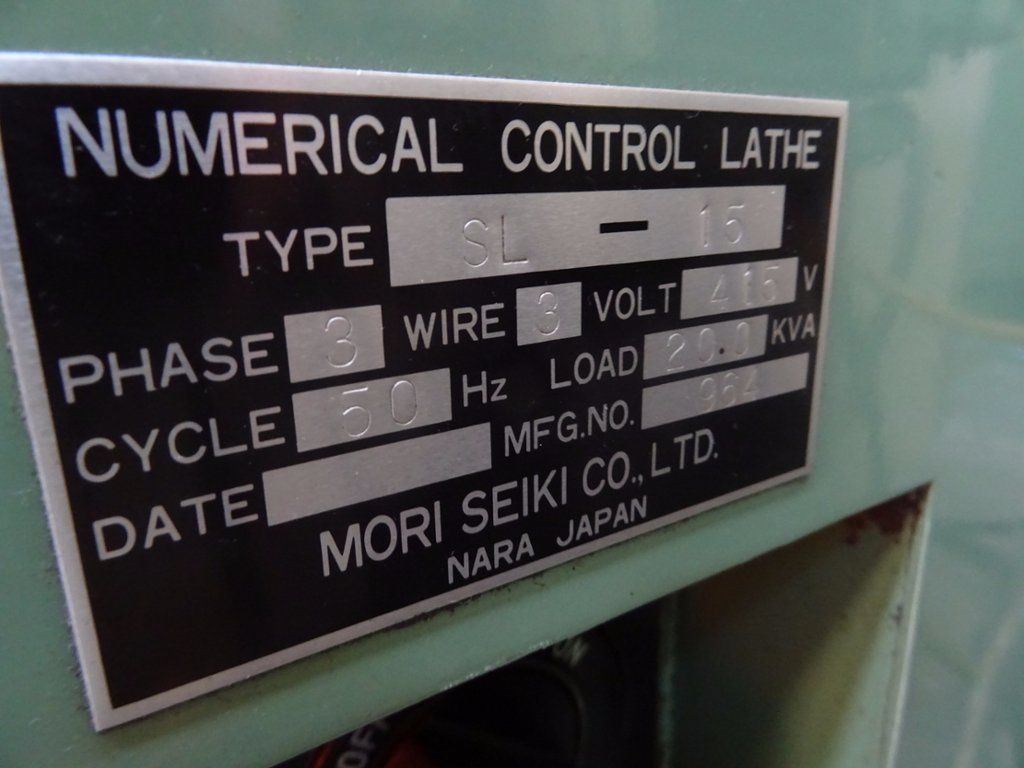 NUMERICAL CONTROL LATHE
TYPE SL - 15
PHASE 3 WIRE 3 VOLT 415 V
CYCLE 50 Hz LOAD 20.0 KVA
DATE MFG.NO. 964
MORI SEIKI CO., LTD.
NARA JAPAN